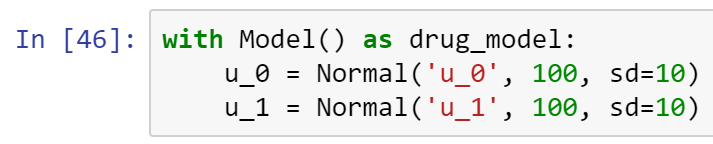 In [46]: with Model() as drug_model:
    u_0 = Normal('u_0', 100, sd=10)
    u_1 = Normal('u_1', 100, sd=10)